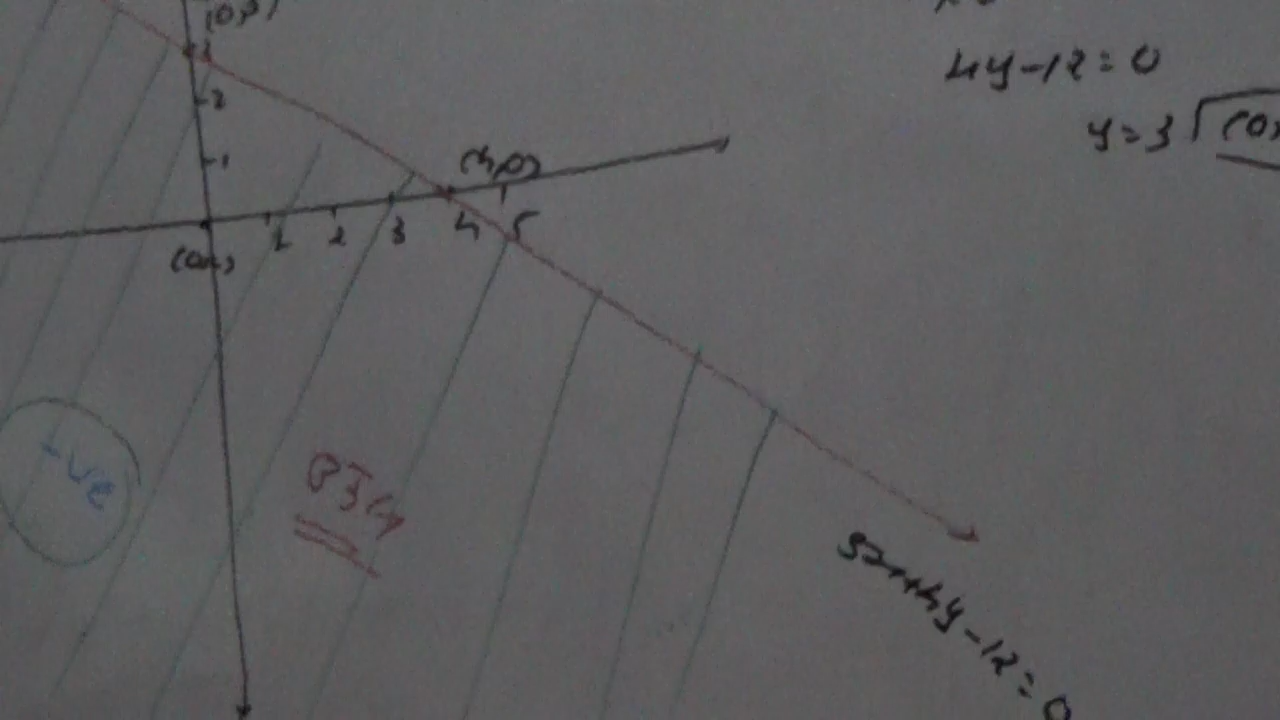 (0,3)
4y-12=0
y=3 (0,
3
2
1
(4,0)
1 2 3 4 5
-ve
3x+4y-12=0